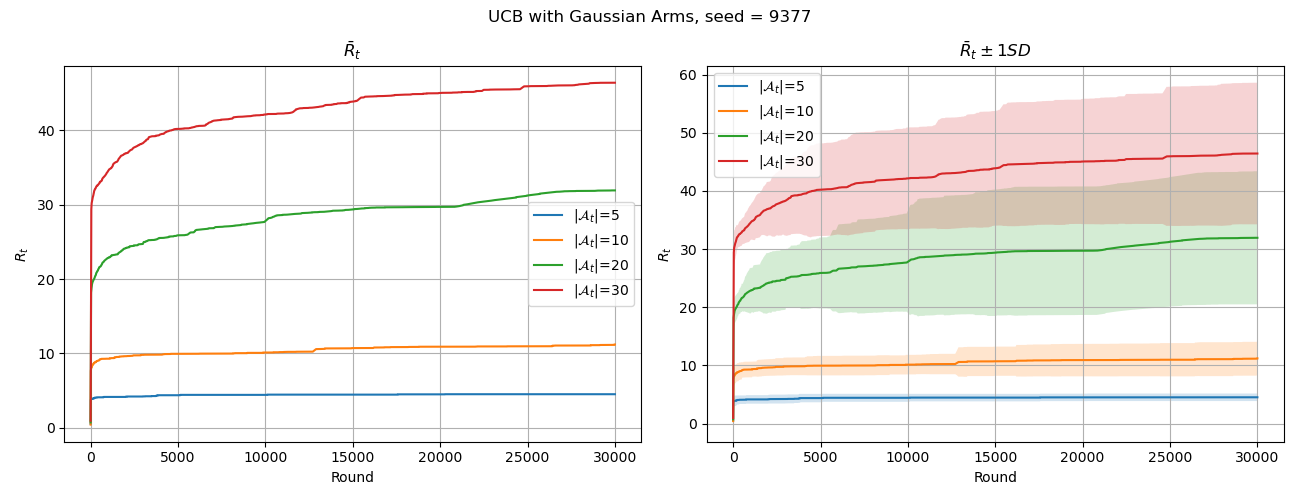 UCB with Gaussian Arms, seed = 9377
R̄ₜ
Rₜ
40
30
20
10
0
|𝒜ₜ|=5
|𝒜ₜ|=10
|𝒜ₜ|=20
|𝒜ₜ|=30
0 5000 10000 15000 20000 25000 30000
Round
R̄ₜ ± 1SD
Rₜ
60
50
40
30
20
10
0
|𝒜ₜ|=5
|𝒜ₜ|=10
|𝒜ₜ|=20
|𝒜ₜ|=30
0 5000 10000 15000 20000 25000 30000
Round